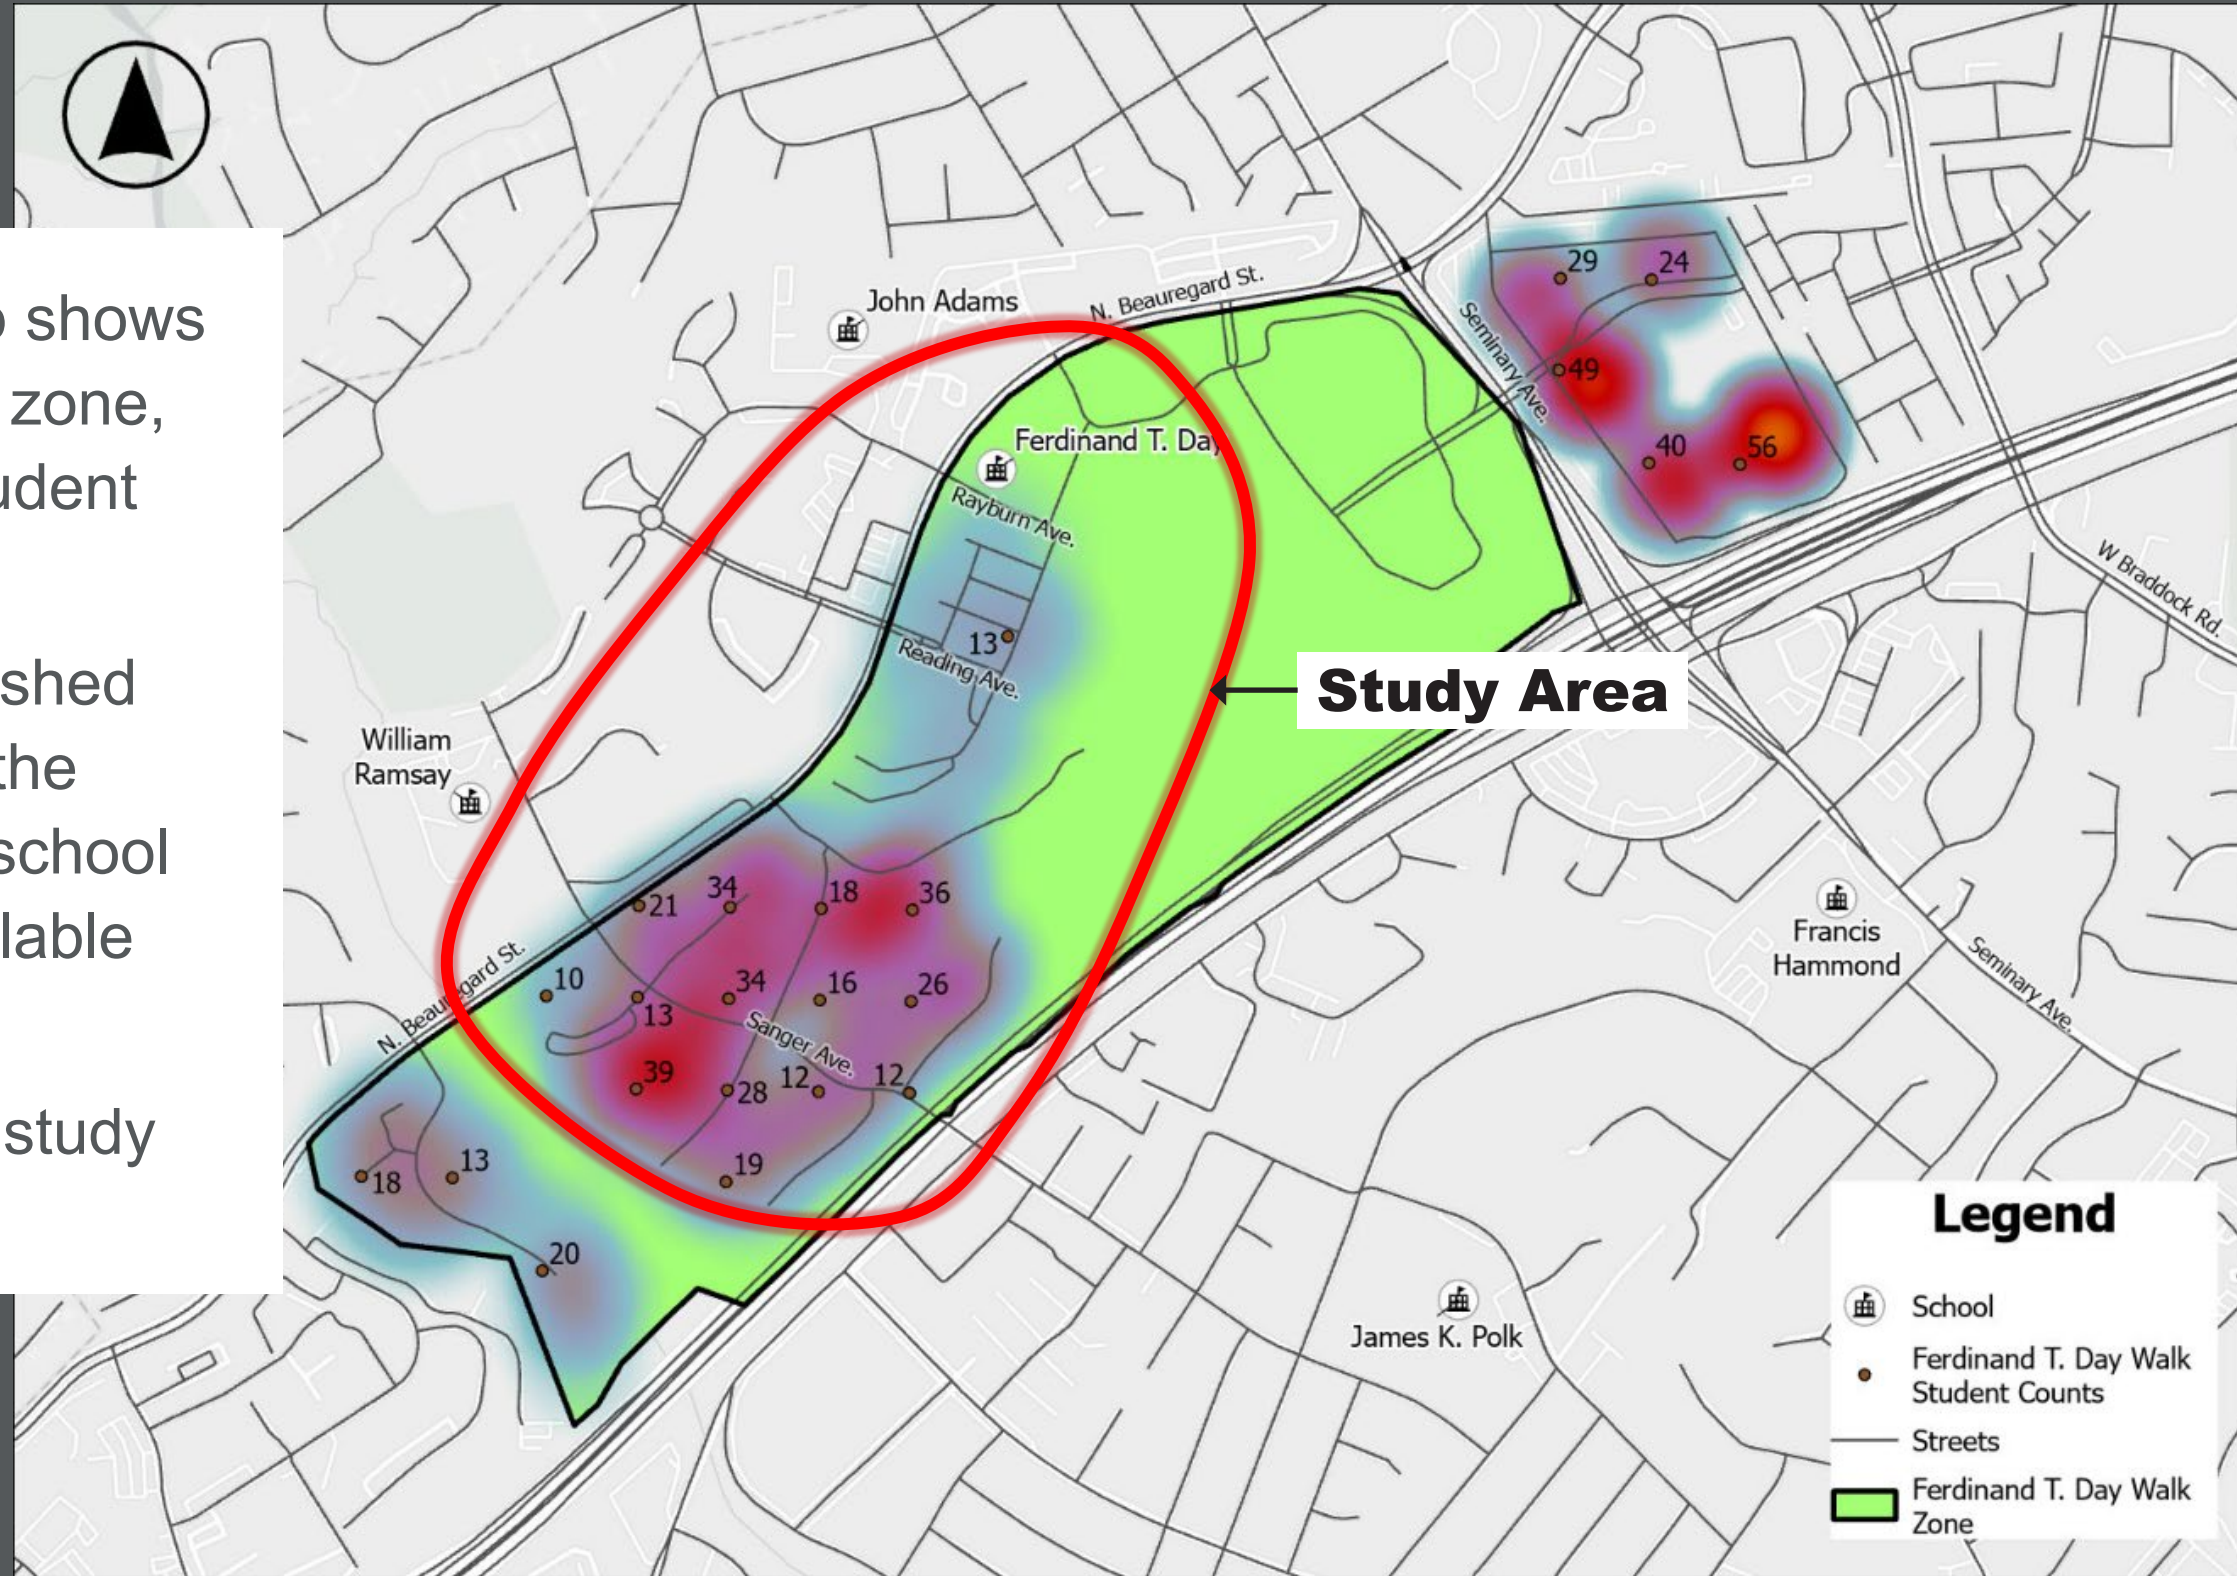 shows
zone,
udent
shed
the
school
lable
study
John Adams
N. Beauregard St.
29
24
Seminary Ave.
49
40
56
Ferdinand T. Day
Rayburn Ave.
13
Reading Ave.
W Braddock Rd.
Study Area
William
Ramsay
21
34
18
36
Francis
Hammond
Seminary Ave.
10
13
34
16
26
N. Beauregard St.
Sanger Ave.
39
28
12
12
18
13
19
20
James K. Polk
Legend
School
Ferdinand T. Day Walk
Student Counts
Streets
Ferdinand T. Day Walk
Zone